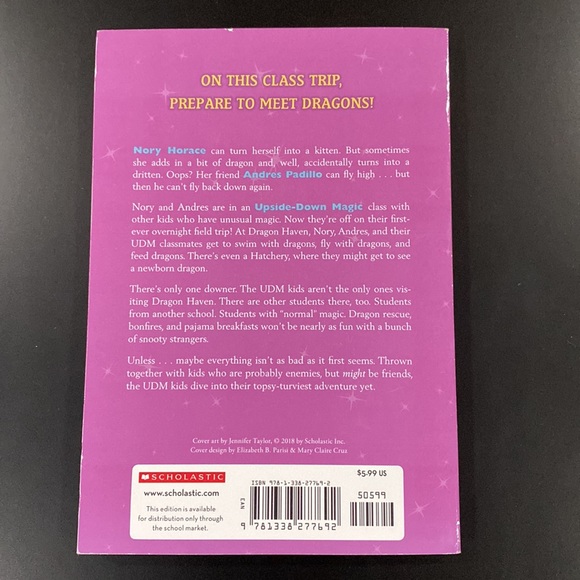 ON THIS CLASS TRIP,
PREPARE TO MEET DRAGONS!
Nory Horace can turn herself into a kitten. But sometimes
she adds in a bit of dragon and, well, accidentally turns into a
dritten. Oops? Her friend Andres Padillo can fly high . . . but
then he can't fly back down again.
Nory and Andres are in an Upside-Down Magic class with
other kids who have unusual magic. Now they're off on their first-
ever overnight field trip! At Dragon Haven, Nory, Andres, and their
UDM classmates get to swim with dragons, fly with dragons, and
feed dragons. There's even a Hatchery, where they might get to see
a newborn dragon.
There's only one downer. The UDM kids aren't the only ones vis-
iting Dragon Haven. There are other students there, too. Students
from another school. Students with "normal" magic. Dragon rescue,
bonfires, and pajama breakfasts won't be nearly as fun with a bunch
of snooty strangers.
Unless . . . maybe everything isn't as bad as it first seems. Thrown
together with kids who are probably enemies, but might be friends,
the UDM kids dive into their topsy-turviest adventure yet.
Cover art by Jennifer Taylor, © 2018 by Scholastic Inc.
Cover design by Elizabeth B. Parisi & Mary Claire Cruz
SCHOLASTIC
www.scholastic.com
This edition is available
for distribution only through
the school market.
$5.99 US
ISBN 978-1-338-27769-2
50599
EAN
9 781338 277692